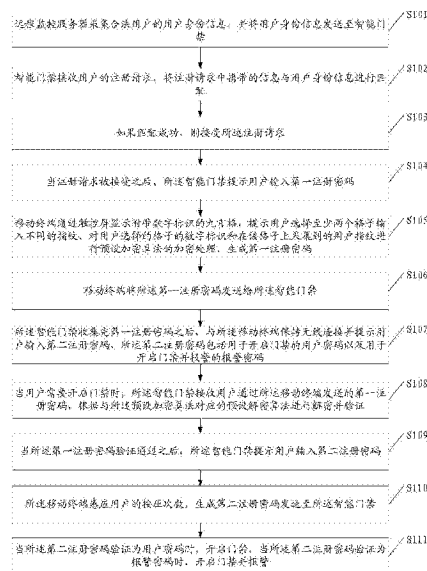 远程监控服务器采集合法用户的用户身份信息，并将用户身份信息发送至智能门
禁
S101
智能门禁接收用户的注册请求，将注册请求中携带的信息与用户身份信息进行匹
配
S102
如果匹配成功，则接受所述注册请求
S103
当注册请求被接受之后，所述智能门禁提示用户输入第一注册密码
S104
移动终端通过触控屏显示附带数字标识的九宫格，提示用户选择至少两个格子输
入不同的指纹，对用户选择的格子的数字标识和在该格子上采集到的用户指纹进
行预设加密算法的加密处理，生成第一注册密码
S105
移动终端将所述第一注册密码发送给所述智能门禁
S106
所述智能门禁收集完第一注册密码之后，与所述移动终端保持无线连接并提示用
户输入第二注册密码，所述第二注册密码包括用于开启门禁的用户密码以及用于
开启门禁并报警的报警密码
S107
当用户需要开启门禁时，所述智能门禁接收用户通过所述移动终端发送的第一注
册密码，根据与所述预设加密算法对应的预设解密算法进行解密并验证
S108
当所述第一注册密码验证通过之后，所述智能门禁提示用户输入第二注册密码
S109
所述移动终端感应用户的按压次数，生成第二注册密码发送至所述智能门禁
S110
当所述第二注册密码验证为用户密码时，开启门禁，当所述第二注册密码验证为
报警密码时，开启门禁并报警
S111